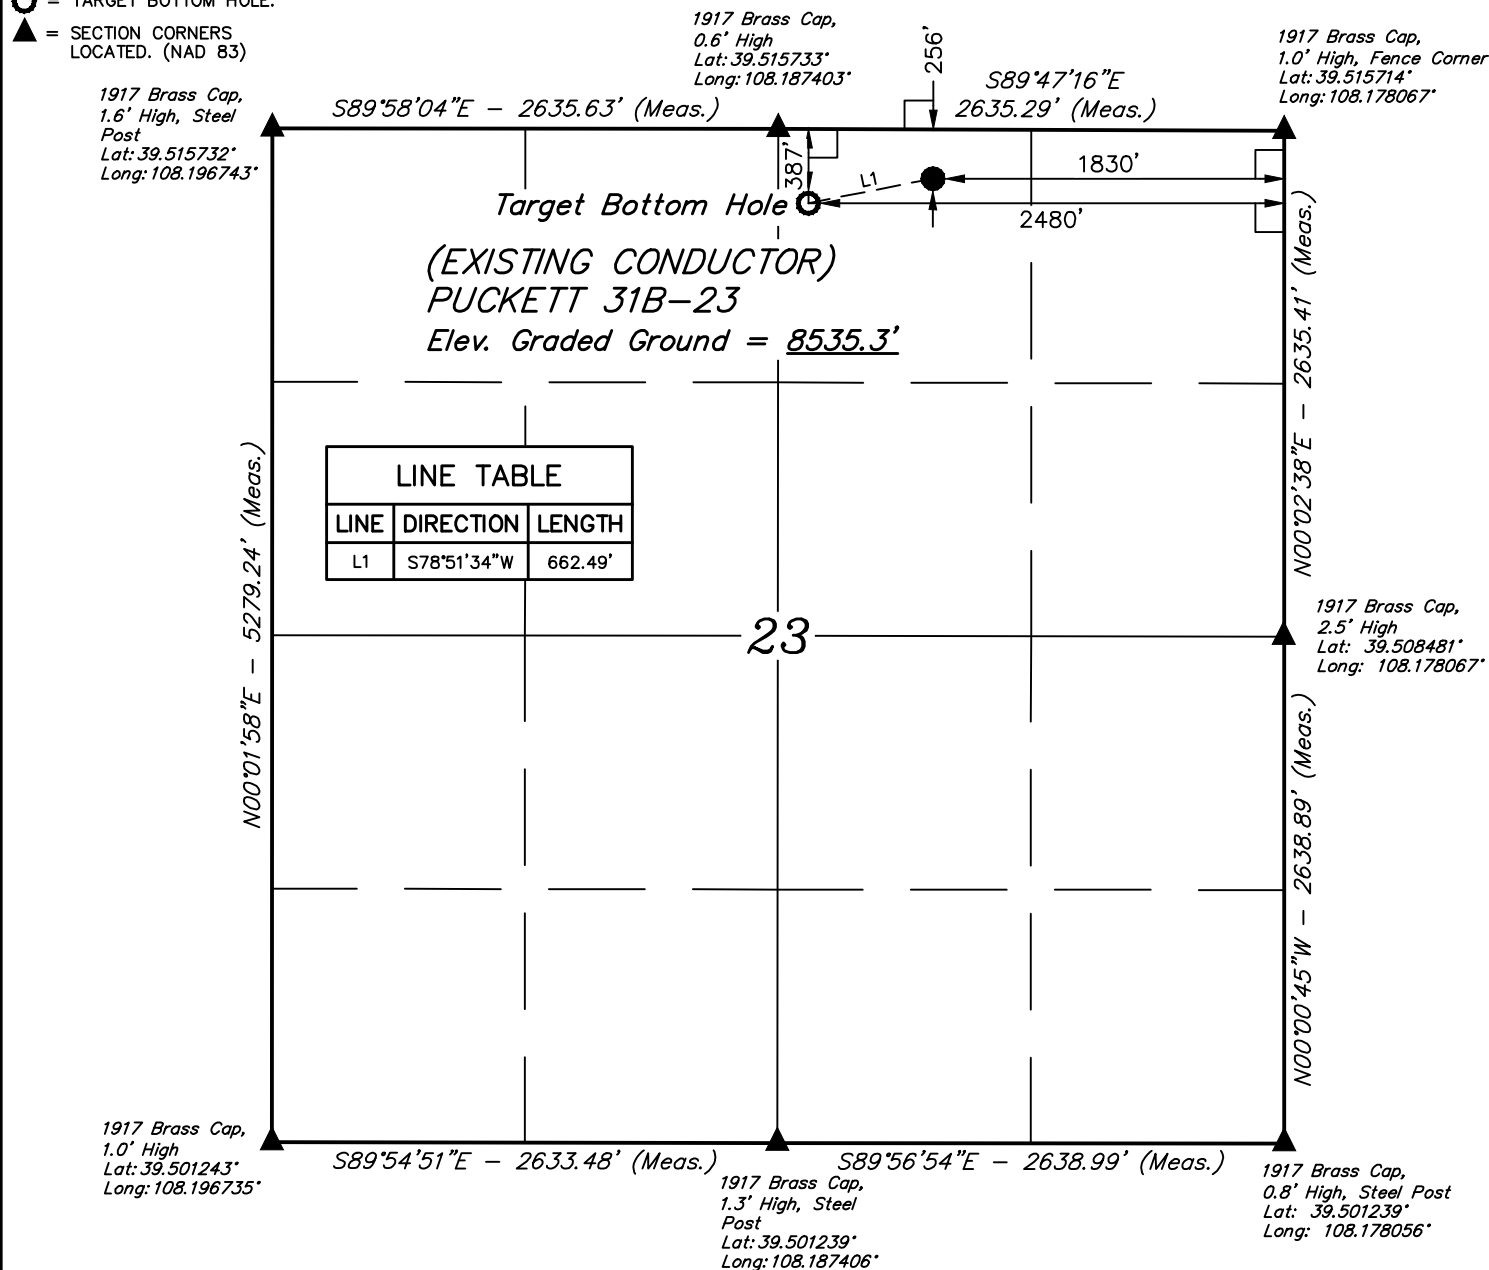 = TARGET BOTTOM HOLE.
= SECTION CORNERS
LOCATED. (NAD 83)
1917 Brass Cap,
0.6' High
Lat: 39.515733°
Long: 108.187403°
256'
1917 Brass Cap,
1.0' High, Fence Corner
Lat: 39.515714°
Long: 108.178067°
1917 Brass Cap,
1.6' High, Steel
Post
Lat: 39.515732°
Long: 108.196743°
S89°58'04"E - 2635.63' (Meas.)
S89°47'16"E
2635.29' (Meas.)
387'
L1
1830'
2480'
Target Bottom Hole
(EXISTING CONDUCTOR)
PUCKETT 31B-23
Elev. Graded Ground = 8535.3'
N00°02'38"E - 2635.41' (Meas.)
LINE TABLE
LINE DIRECTION LENGTH
L1 S78°51'34"W 662.49'
N00°01'58"E - 5279.24' (Meas.)
23
1917 Brass Cap,
2.5' High
Lat: 39.508481°
Long: 108.178067°
N00°00'45"W - 2638.89' (Meas.)
1917 Brass Cap,
1.0' High
Lat: 39.501243°
Long: 108.196735°
S89°54'51"E - 2633.48' (Meas.)
S89°56'54"E - 2638.99' (Meas.)
1917 Brass Cap,
1.3' High, Steel
Post
Lat: 39.501239°
Long: 108.187406°
1917 Brass Cap,
0.8' High, Steel Post
Lat: 39.501239°
Long: 108.178056°